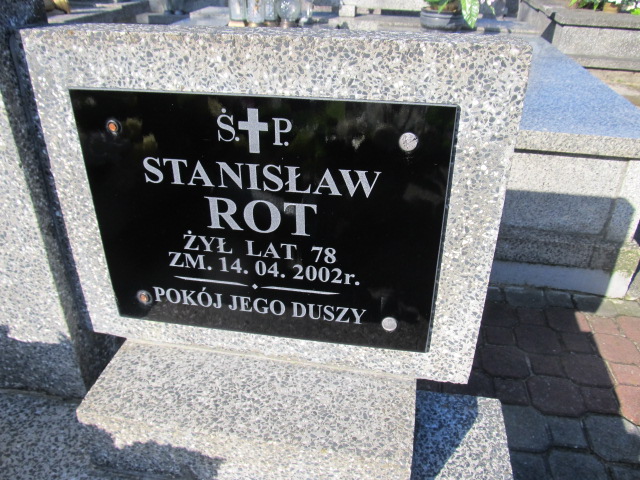 Ś. P.
STANISŁAW
ROT
ŻYŁ LAT 78
ZM. 14. 04. 2002r.
POKÓJ JEGO DUSZY